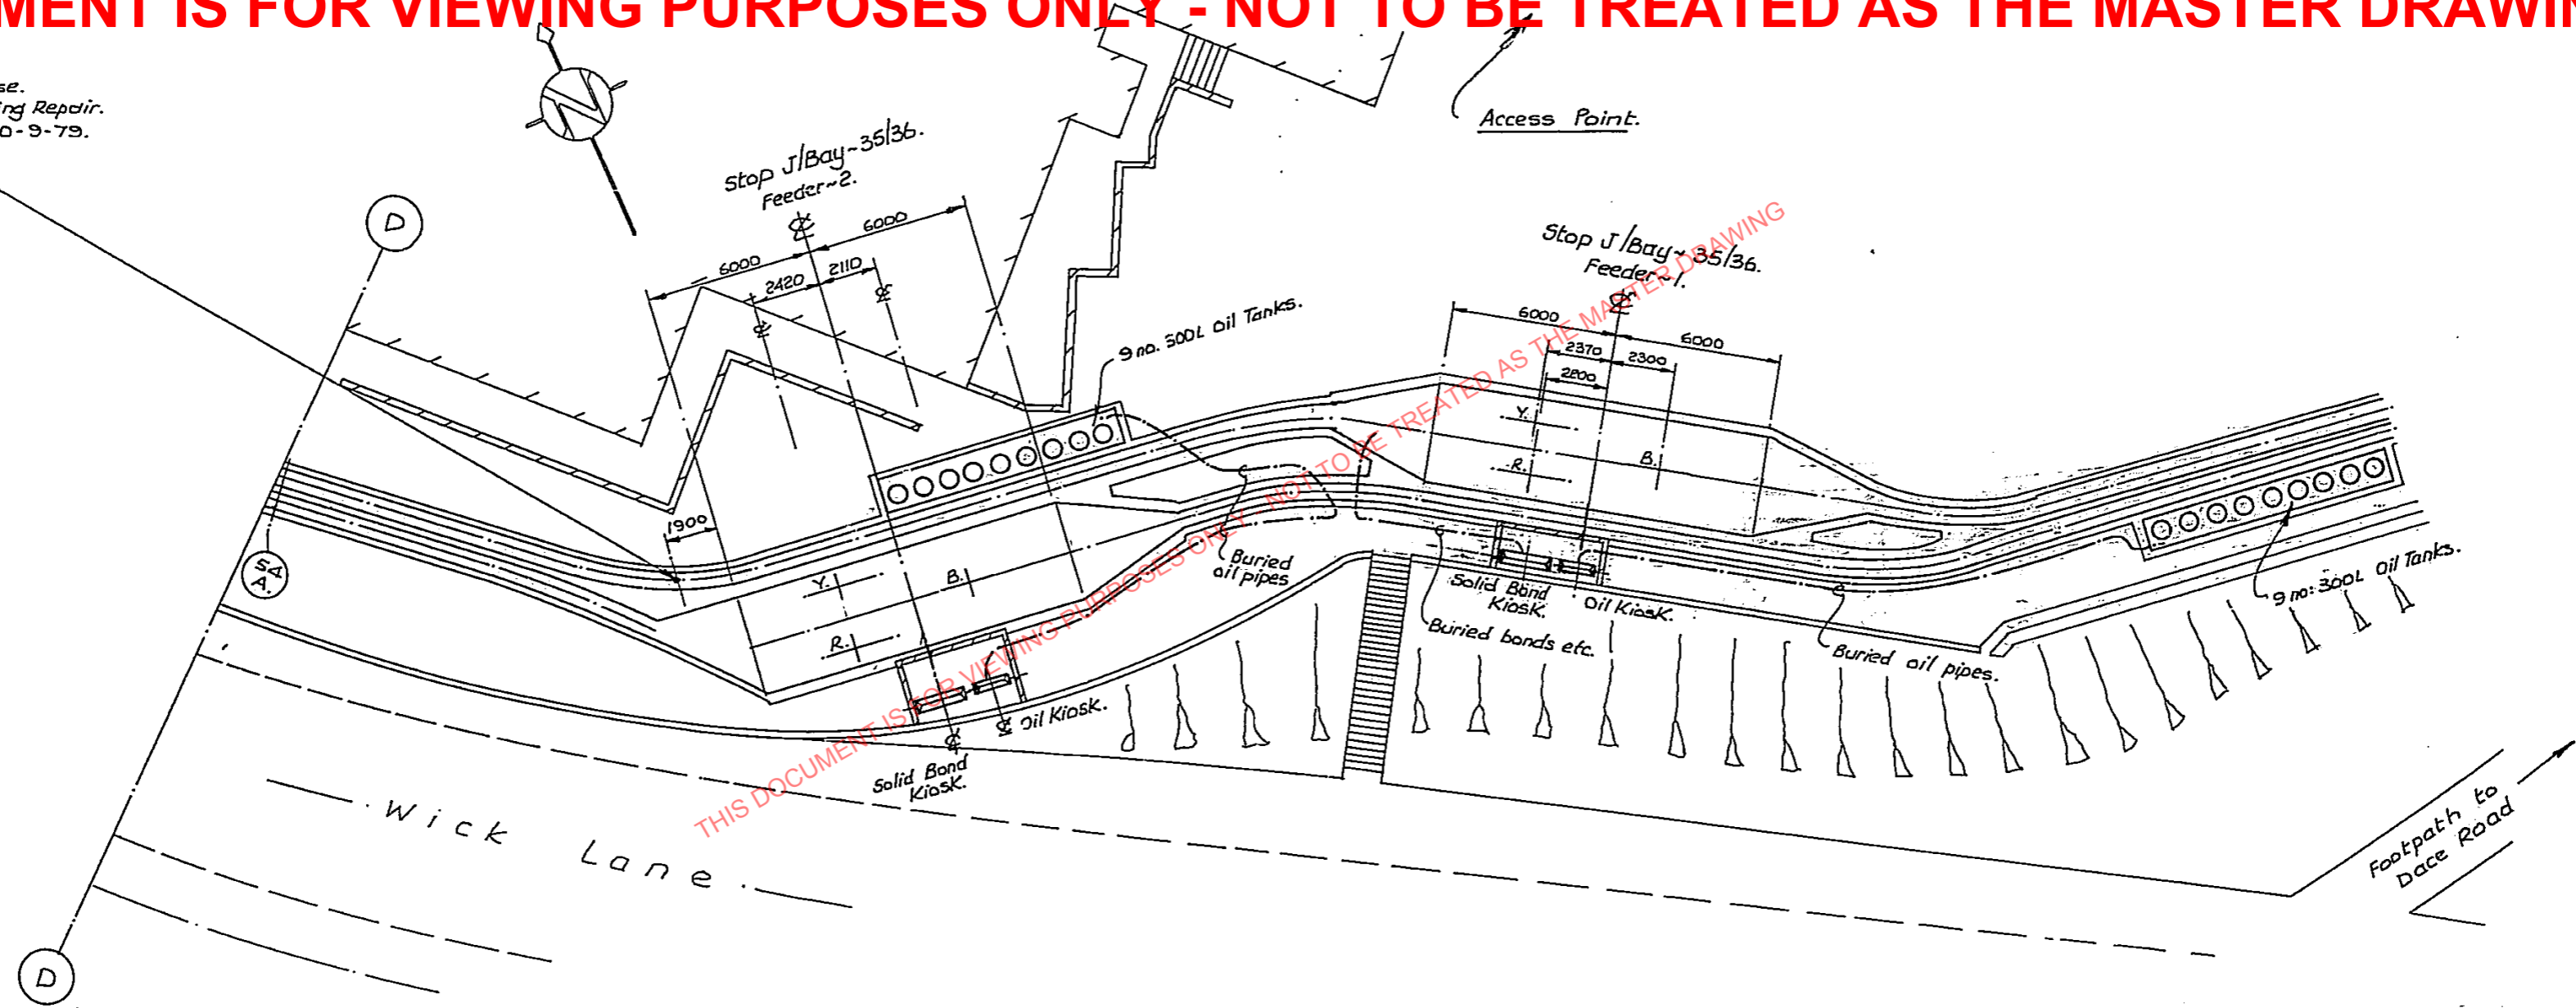 MENT IS FOR VIEWING PURPOSES ONLY - NOT TO BE TREATED AS THE MASTER DRAWIN
se.
ng Repair.
0-9-79.
Access Point.
D
Stop J/Bay~35/36.
Feeder~2.
6000
6000
2420
2110
9 no. 300L Oil Tanks.
Stop J/Bay~35/36.
Feeder~1.
6000
6000
2370
2300
2800
Y.
R.
B.
1900
S4
A.
Y.
B.
R.
Buried
oil pipes
Solid Bond
Kiosk.
Oil Kiosk.
Buried bonds etc.
Buried oil pipes.
9 no. 300L Oil Tanks.
Oil Kiosk.
Solid Bond
Kiosk.
Wick Lane
Footpath to
Dace Road
D
THIS DOCUMENT IS FOR VIEWING PURPOSES ONLY - NOT TO BE TREATED AS THE MASTER DRAWING